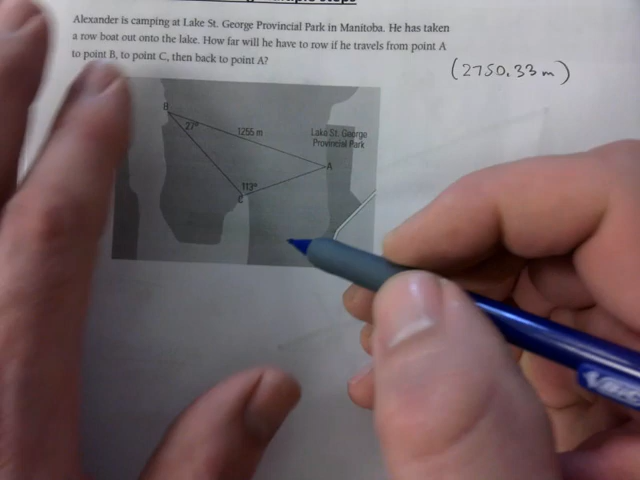 Alexander is camping at Lake St. George Provincial Park in Manitoba. He has taken
a row boat out onto the lake. How far will he have to row if he travels from point A
to point B, to point C, then back to point A?
(2750.33 m)
B
27°
1255 m
Lake St. George
Provincial Park
A
113°
C